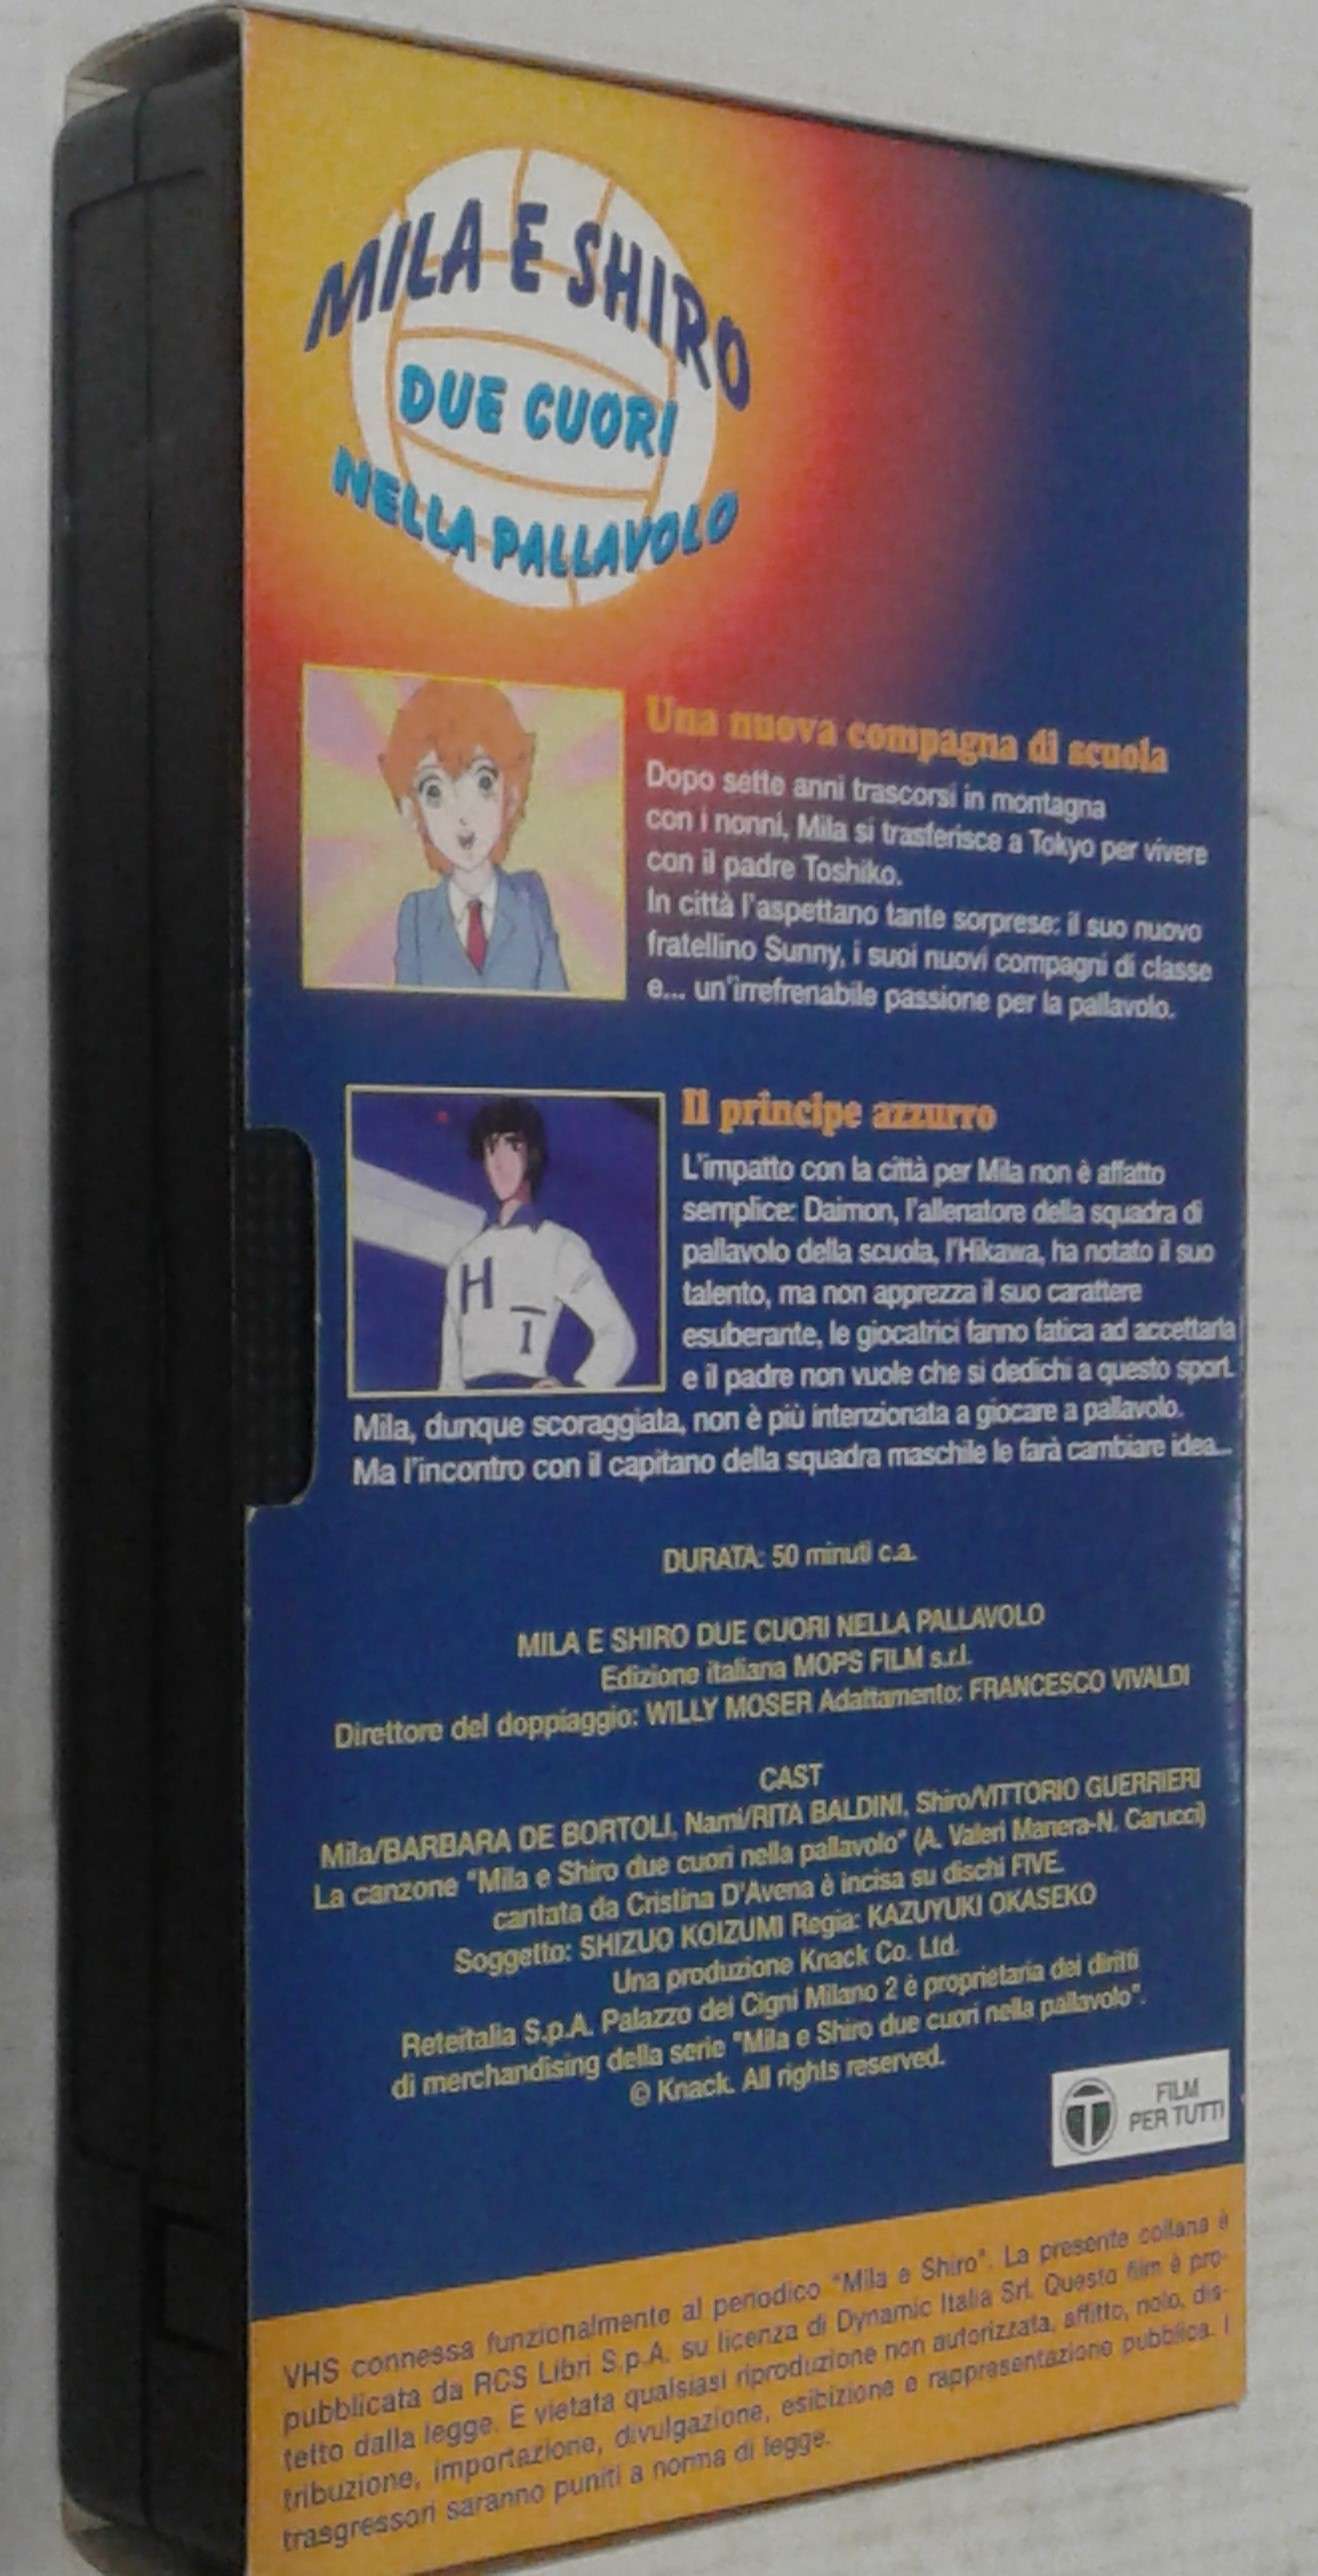 MILA E SHIRO
DUE CUORI
NELLA PALLAVOLO
Una nuova compagna di scuola
Dopo sette anni trascorsi in montagna
con i nonni, Mila si trasferisce a Tokyo per vivere
con il padre Toshiko.
In città l'aspettano tante sorprese: il suo nuovo
fratellino Sunny, i suoi nuovi compagni di classe
e... un'irrefrenabile passione per la pallavolo.
H
1
Il principe azzurro
L'impatto con la città per Mila non è affatto
semplice: Daimon, l'allenatore della squadra di
pallavolo della scuola, l'Hikawa, ha notato il suo
talento, ma non apprezza il suo carattere
esuberante, le giocatrici fanno fatica ad accettarla
e il padre non vuole che si dedichi a questo sport.
Mila, dunque scoraggiata, non è più intenzionata a giocare a pallavolo.
Ma l'incontro con il capitano della squadra maschile le farà cambiare idea...
DURATA: 50 minuti c.a.
MILA E SHIRO DUE CUORI NELLA PALLAVOLO
Edizione italiana MOPS FILM s.r.l.
Direttore del doppiaggio: WILLY MOSER Adattamento: FRANCESCO VIVALDI
CAST
Mila/BARBARA DE BORTOLI, Nami/RITA BALDINI, Shiro/VITTORIO GUERRIERI
La canzone "Mila e Shiro due cuori nella pallavolo" (A. Valeri Manera-N. Carucci)
cantata da Cristina D'Avena è incisa su dischi FIVE.
Soggetto: SHIZUO KOIZUMI Regia: KAZUYUKI OKASEKO
Una produzione Knack Co. Ltd.
Reteitalia S.p.A. Palazzo dei Cigni Milano 2 è proprietaria dei diritti
di merchandising della serie "Mila e Shiro due cuori nella pallavolo".
© Knack. All rights reserved.
T FILM
PER TUTTI
VHS connessa funzionalmente al periodico "Mila e Shiro". La presente collana è
pubblicata da RCS Libri S.p.A. su licenza di Dynamic Italia Srl. Questo film è pro-
tetto dalla legge. E vietata qualsiasi riproduzione non autorizzata, affitto, nolo, dis-
tribuzione, importazione, divulgazione, esibizione e rappresentazione pubblica. I
trasgressori saranno puniti a norma di legge.